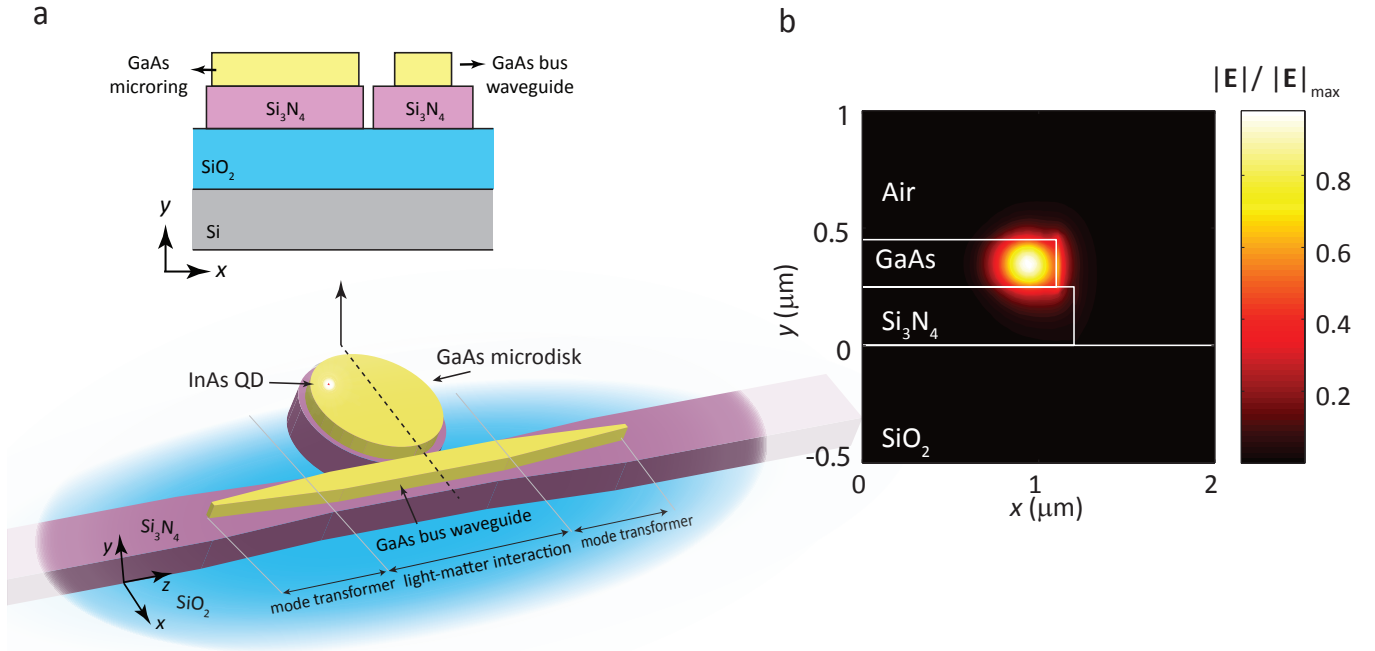 a
GaAs
microring
GaAs bus
waveguide
Si₃N₄
Si₃N₄
SiO₂
Si
y
x
InAs QD
GaAs microdisk
Si₃N₄
GaAs bus waveguide
y
z
x
SiO₂
mode transformer
light-matter interaction
mode transformer
b
|E|/ |E|max
1
0.5
0
-0.5
y (μm)
Air
GaAs
Si₃N₄
SiO₂
0
1
2
x (μm)
0.8
0.6
0.4
0.2